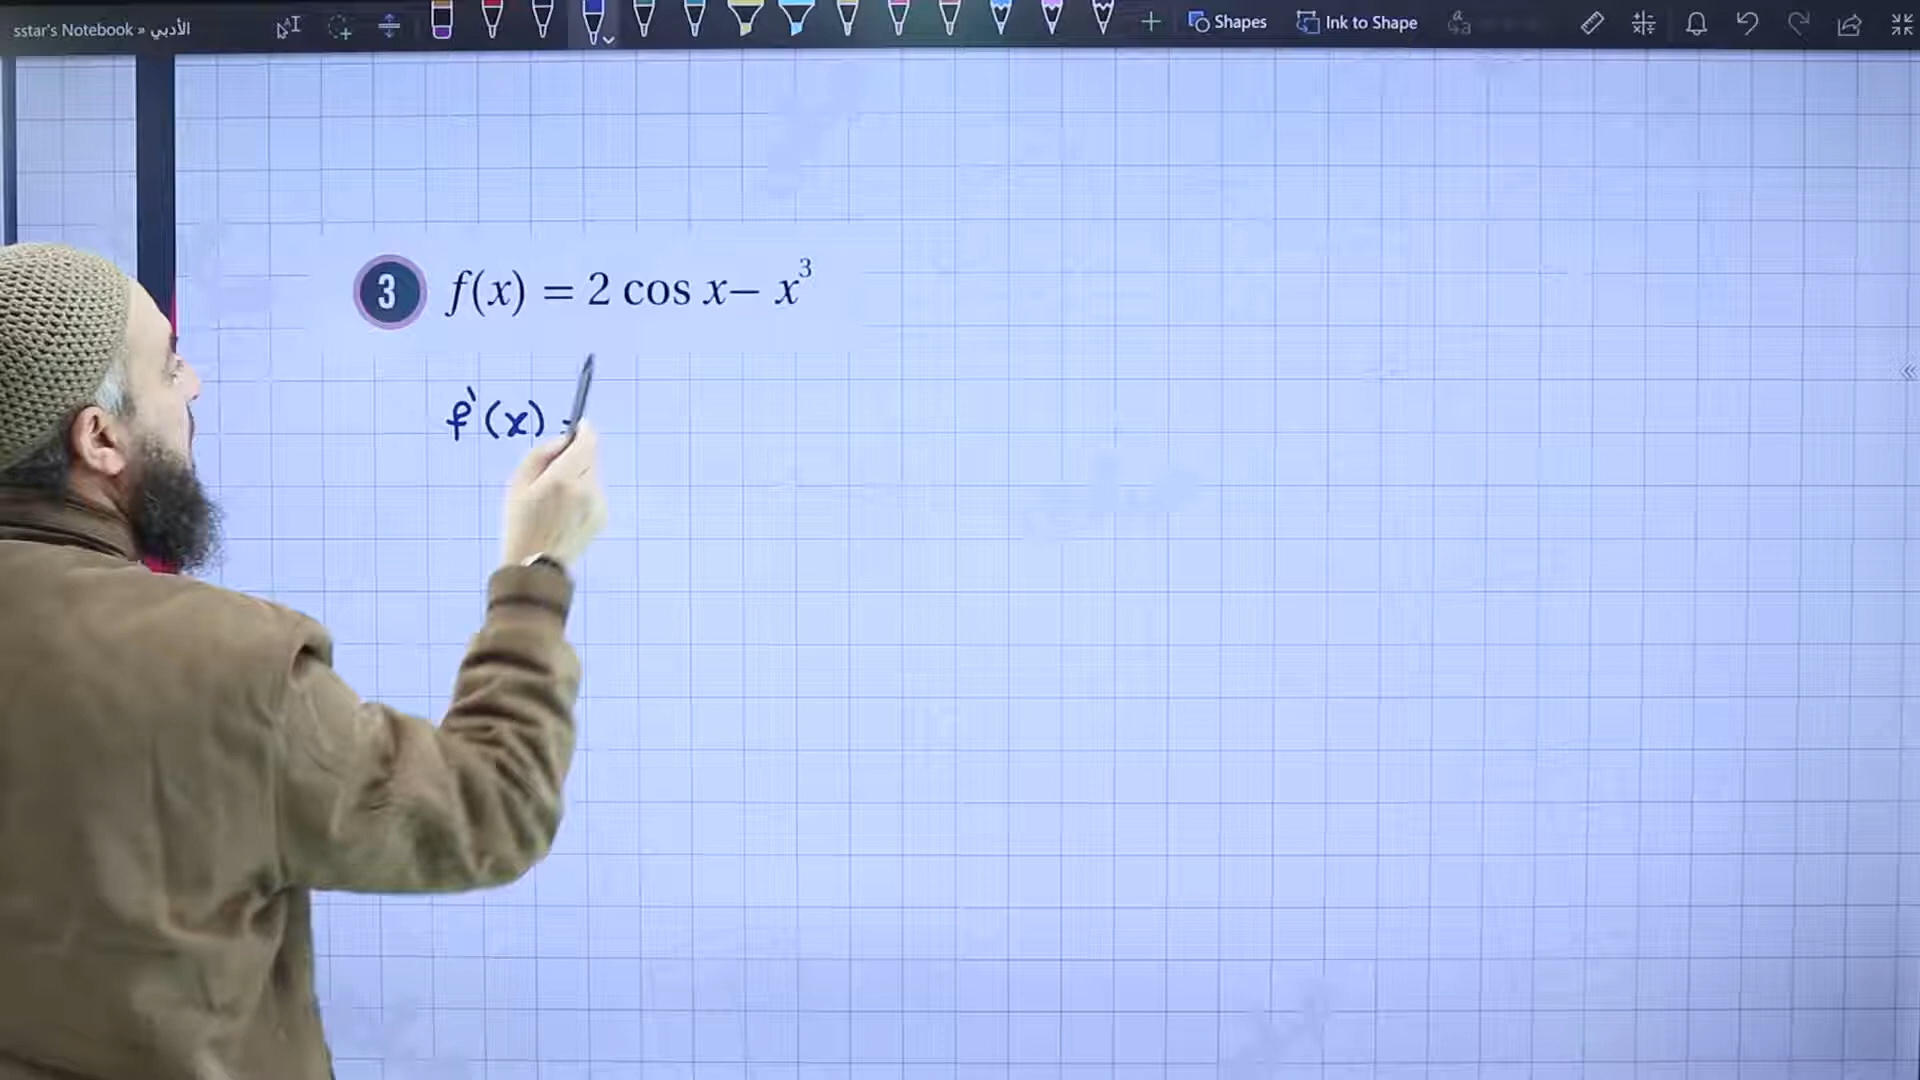 sstar's Notebook » الأدبي
Shapes
Ink to Shape
3 f(x) = 2 cos x− x³
f'(x) =